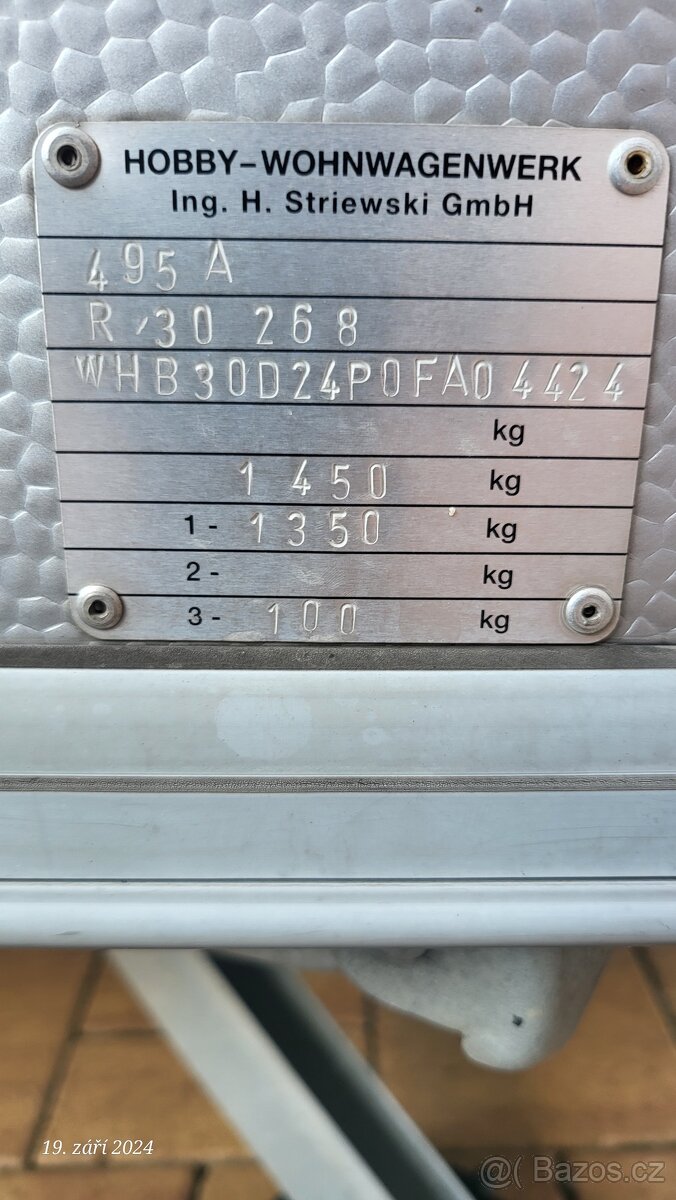 HOBBY-WOHNWAGENWERK
Ing. H. Striewski GmbH
495 A
R 30 268
WHB30D24P0FA04424
kg
1 450 kg
1- 1350 kg
2- kg
3- 100 kg
19. září 2024
@( Bazos.cz